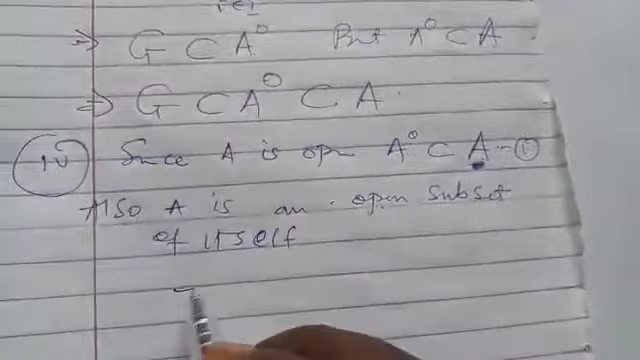 ⇒ G ⊂ A° But A° ⊂ A.
⇒ G ⊂ A° ⊂ A.
iv Since A is open A° ⊂ A - ①
Also A is an open subset
of itself